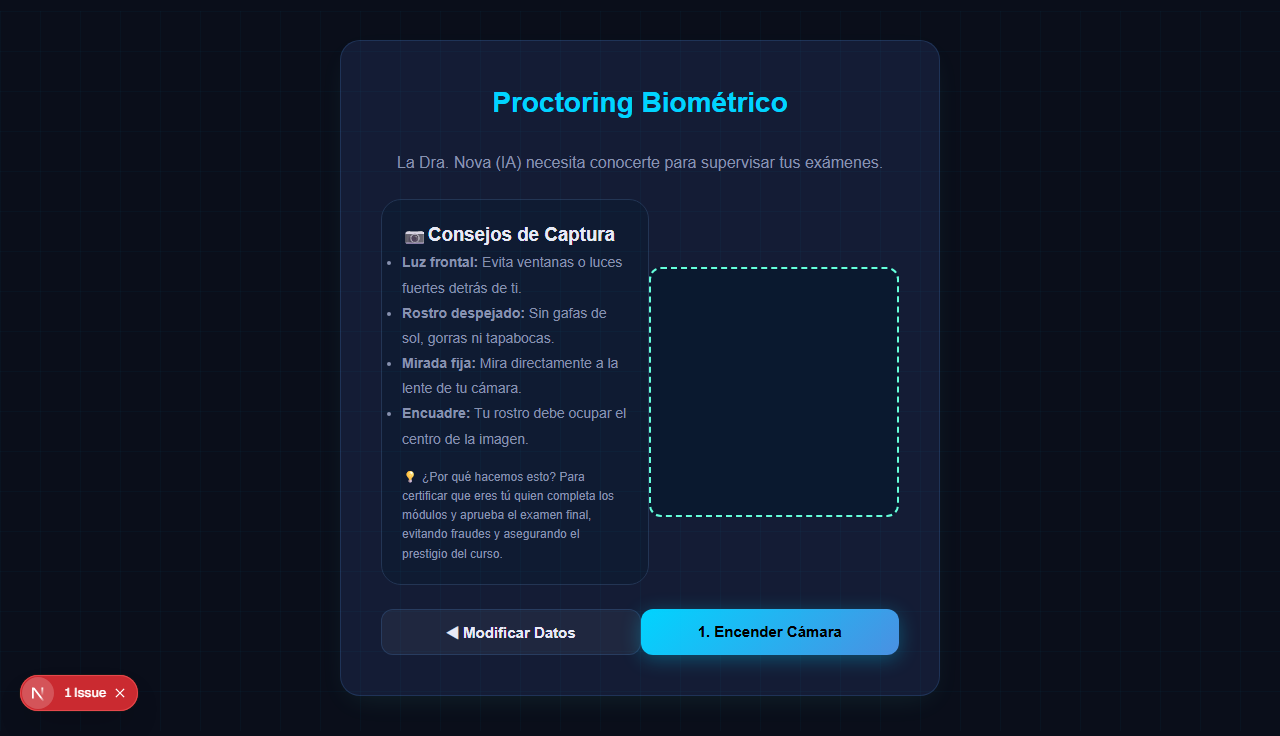 Proctoring Biométrico
La Dra. Nova (IA) necesita conocerte para supervisar tus exámenes.
📷 Consejos de Captura
• Luz frontal: Evita ventanas o luces
fuertes detrás de ti.
• Rostro despejado: Sin gafas de
sol, gorras ni tapabocas.
• Mirada fija: Mira directamente a la
lente de tu cámara.
• Encuadre: Tu rostro debe ocupar el
centro de la imagen.
💡 ¿Por qué hacemos esto? Para
certificar que eres tú quien completa los
módulos y aprueba el examen final,
evitando fraudes y asegurando el
prestigio del curso.
◀ Modificar Datos
1. Encender Cámara
N 1 Issue ×